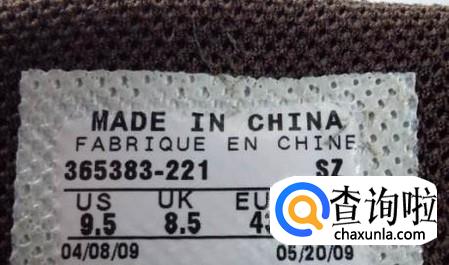 MADE IN CHINA
FABRIQUE EN CHINE
365383-221 SZ
US UK EU
9.5 8.5
04/08/09 05/20/09
查询啦
chaxunla.com